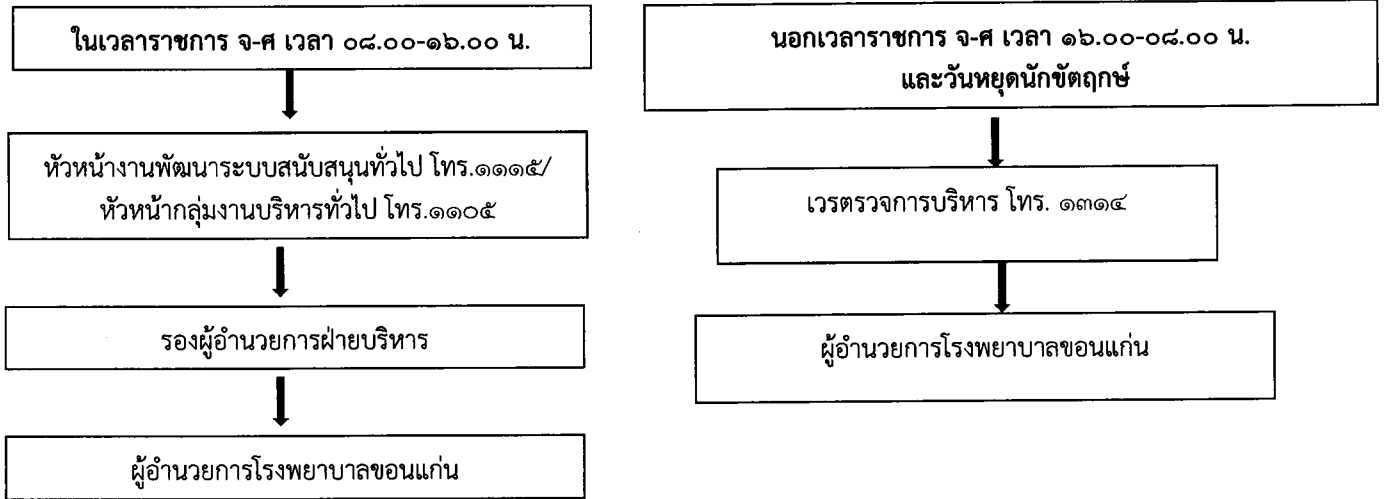 ในเวลาราชการ จ-ศ เวลา ๐๘.๐๐-๑๖.๐๐ น.
หัวหน้างานพัฒนาระบบสนับสนุนทั่วไป โทร.๑๑๑๕/
หัวหน้ากลุ่มงานบริหารทั่วไป โทร.๑๑๐๕
รองผู้อำนวยการฝ่ายบริหาร
ผู้อำนวยการโรงพยาบาลขอนแก่น
นอกเวลาราชการ จ-ศ เวลา ๑๖.๐๐-๐๘.๐๐ น.
และวันหยุดนักขัตฤกษ์
เวรตรวจการบริหาร โทร. ๑๓๑๔
ผู้อำนวยการโรงพยาบาลขอนแก่น